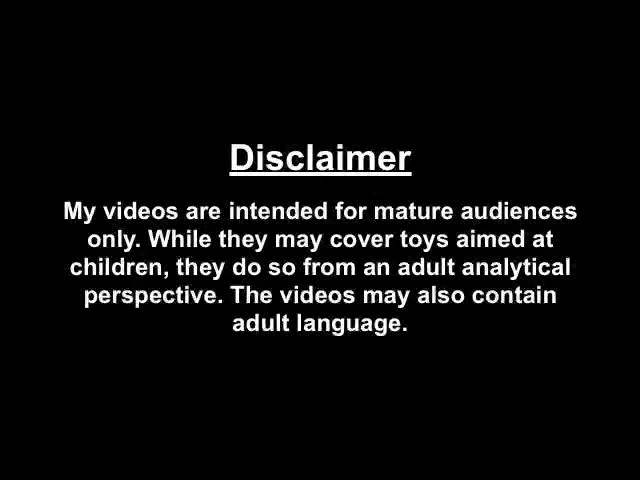 Disclaimer
My videos are intended for mature audiences
only. While they may cover toys aimed at
children, they do so from an adult analytical
perspective. The videos may also contain
adult language.